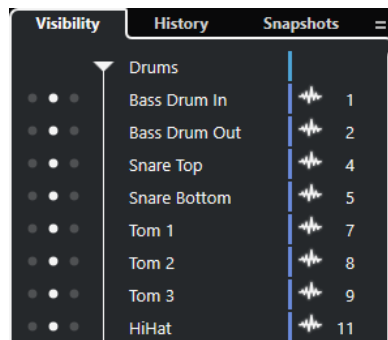 Visibility History Snapshots
Drums
Bass Drum In 1
Bass Drum Out 2
Snare Top 4
Snare Bottom 5
Tom 1 7
Tom 2 8
Tom 3 9
HiHat 11